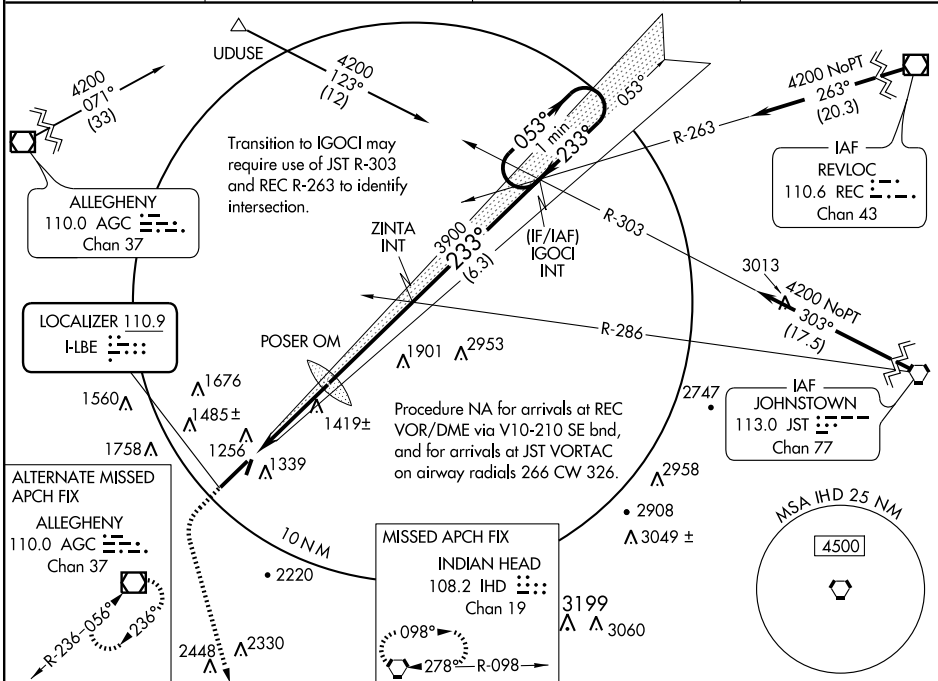 UDUSE
4200
123°
(12)
4200
071°
(33)
ALLEGHENY
110.0 AGC
Chan 37
Transition to IGOCI may
require use of JST R-303
and REC R-263 to identify
intersection.
053°
1 min
233°
053°
4200 NoPT
263°
(20.3)
R-263
IAF
REVLOC
110.6 REC
Chan 43
ZINTA
INT
3900
233°
(6.3)
(IF/IAF)
IGOCI
INT
R-303
3013
4200 NoPT
303°
(17.5)
R-286
IAF
JOHNSTOWN
113.0 JST
Chan 77
LOCALIZER 110.9
I-LBE
POSER OM
1901
2953
1676
1560
1485 ±
1419±
1758
1256
1339
2747
Procedure NA for arrivals at REC
VOR/DME via V10-210 SE bnd,
and for arrivals at JST VORTAC
on airway radials 266 CW 326.
2958
2908
3049 ±
ALTERNATE MISSED
APCH FIX
ALLEGHENY
110.0 AGC
Chan 37
R-236
056°
236°
10 NM
2220
2448
2330
MISSED APCH FIX
INDIAN HEAD
108.2 IHD
Chan 19
098°
278°
R-098
3199
3060
MSA IHD 25 NM
4500